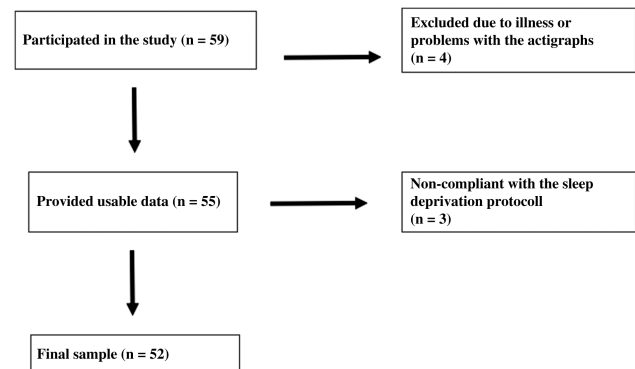 Participated in the study (n = 59)
Excluded due to illness or
problems with the actigraphs
(n = 4)
Provided usable data (n = 55)
Non-compliant with the sleep
deprivation protocoll
(n = 3)
Final sample (n = 52)